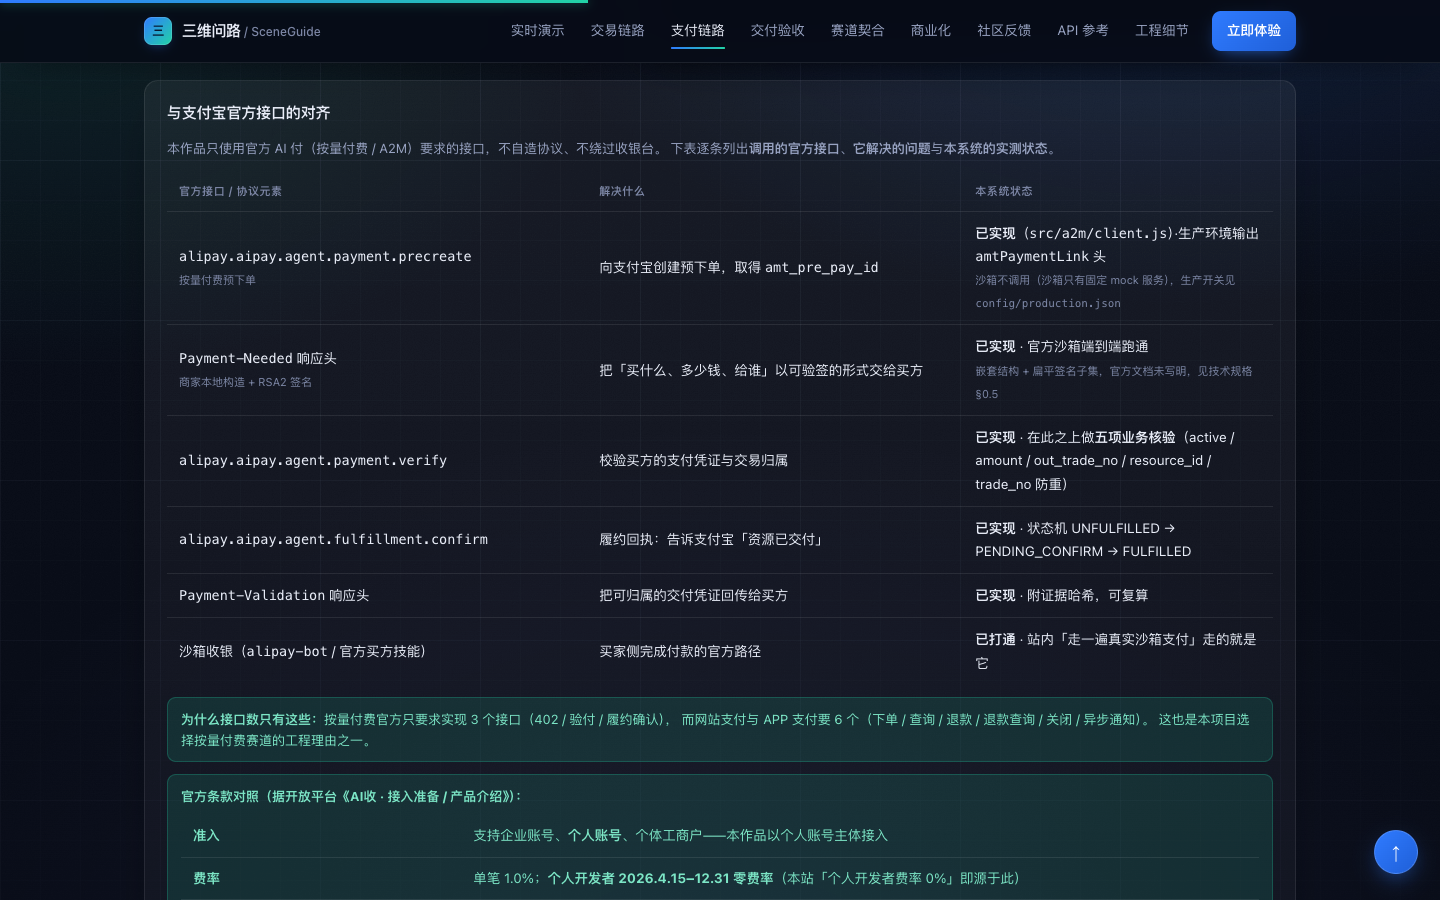 三 三维问路 / SceneGuide 实时演示 交易链路 支付链路 交付验收 赛道契合 商业化 社区反馈 API 参考 工程细节 立即体验
与支付宝官方接口的对齐
本作品只使用官方 AI 付（按量付费 / A2M）要求的接口，不自造协议、不绕过收银台。 下表逐条列出调用的官方接口、它解决的问题与本系统的实测状态。
官方接口 / 协议元素 解决什么 本系统状态
alipay.aipay.agent.payment.precreate
按量付费预下单
向支付宝创建预下单，取得 amt_pre_pay_id
已实现（src/a2m/client.js）·生产环境输出
amtPaymentLink 头
沙箱不调用（沙箱只有固定 mock 服务），生产开关见
config/production.json
Payment-Needed 响应头
商家本地构造 + RSA2 签名
把「买什么、多少钱、给谁」以可验签的形式交给买方
已实现 · 官方沙箱端到端跑通
嵌套结构 + 扁平签名子集，官方文档未写明，见技术规格
§0.5
alipay.aipay.agent.payment.verify
校验买方的支付凭证与交易归属
已实现 · 在此之上做五项业务核验（active /
amount / out_trade_no / resource_id /
trade_no 防重）
alipay.aipay.agent.fulfillment.confirm
履约回执：告诉支付宝「资源已交付」
已实现 · 状态机 UNFULFILLED →
PENDING_CONFIRM → FULFILLED
Payment-Validation 响应头
把可归属的交付凭证回传给买方
已实现 · 附证据哈希，可复算
沙箱收银（alipay-bot / 官方买方技能）
买家侧完成付款的官方路径
已打通 · 站内「走一遍真实沙箱支付」走的就是
它
为什么接口数只有这些：按量付费官方只要求实现 3 个接口（402 / 验付 / 履约确认）， 而网站支付与 APP 支付要 6 个（下单 / 查询 / 退款 / 退款查询 / 关闭 / 异步通知）。 这也是本项目选
择按量付费赛道的工程理由之一。
官方条款对照（据开放平台《AI收 · 接入准备 / 产品介绍》）：
准入 支持企业账号、个人账号、个体工商户——本作品以个人账号主体接入
费率 单笔 1.0%；个人开发者 2026.4.15–12.31 零费率（本站「个人开发者费率 0%」即源于此）
↑